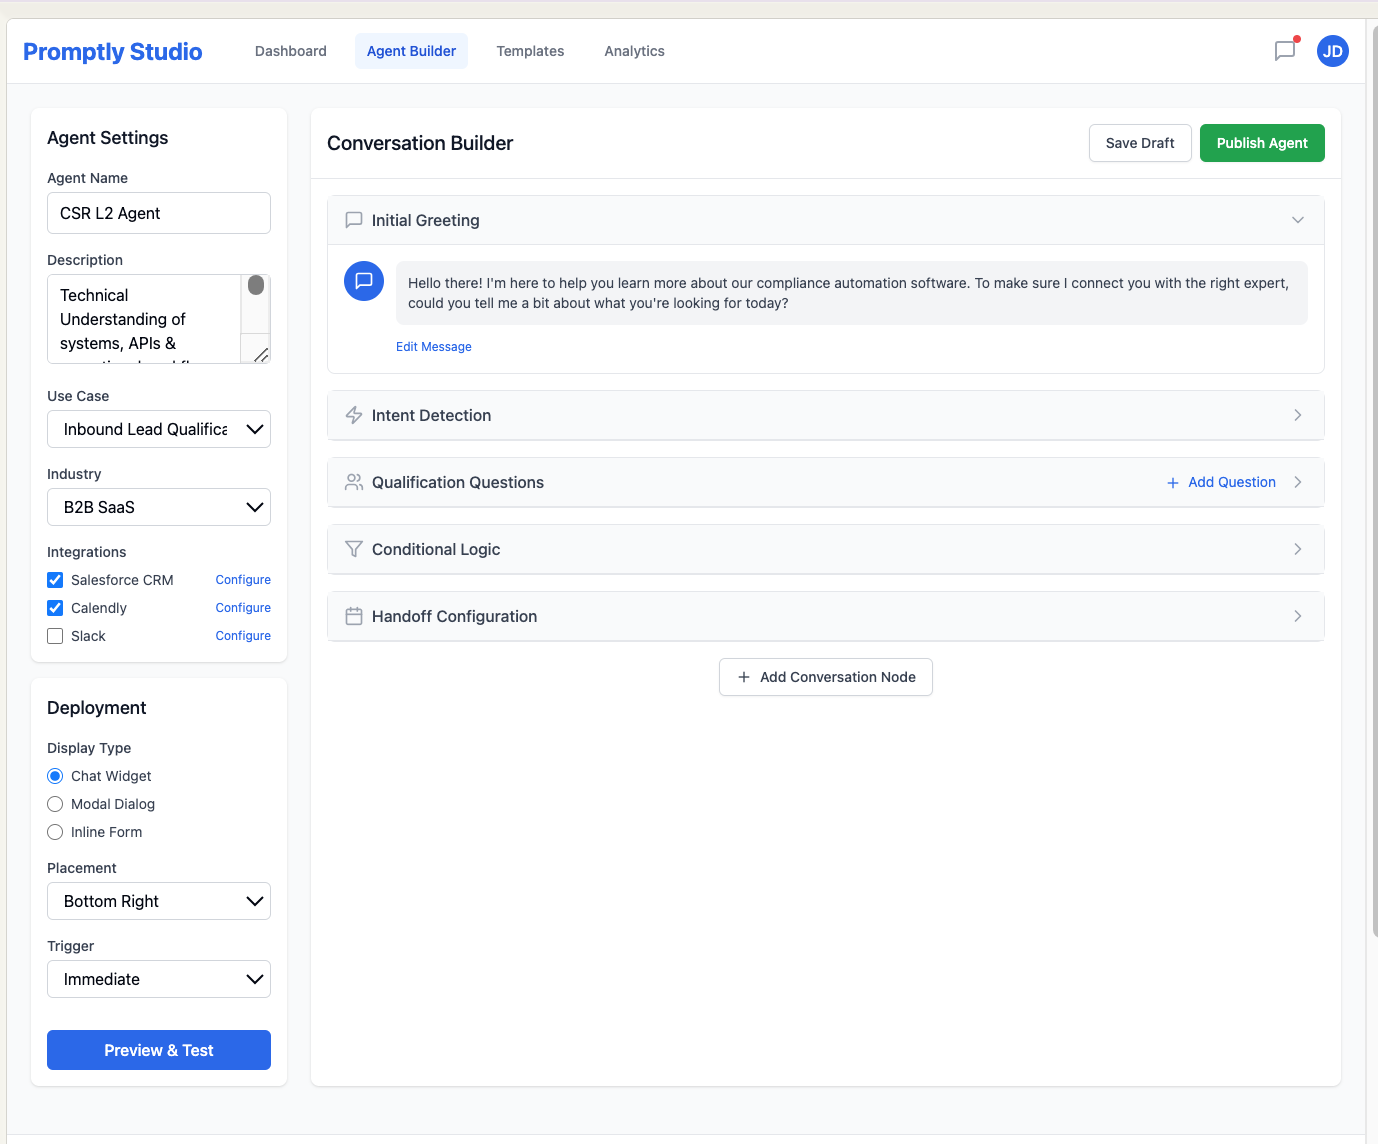 Promptly Studio
Dashboard
Agent Builder
Templates
Analytics
JD
Agent Settings
Agent Name
CSR L2 Agent
Description
Technical
Understanding of
systems, APIs &
Use Case
Inbound Lead Qualifica
Industry
B2B SaaS
Integrations
Salesforce CRM Configure
Calendly Configure
Slack Configure
Deployment
Display Type
Chat Widget
Modal Dialog
Inline Form
Placement
Bottom Right
Trigger
Immediate
Preview & Test
Conversation Builder
Save Draft
Publish Agent
Initial Greeting
Hello there! I'm here to help you learn more about our compliance automation software. To make sure I connect you with the right expert,
could you tell me a bit about what you're looking for today?
Edit Message
Intent Detection
Qualification Questions
+ Add Question
Conditional Logic
Handoff Configuration
+ Add Conversation Node